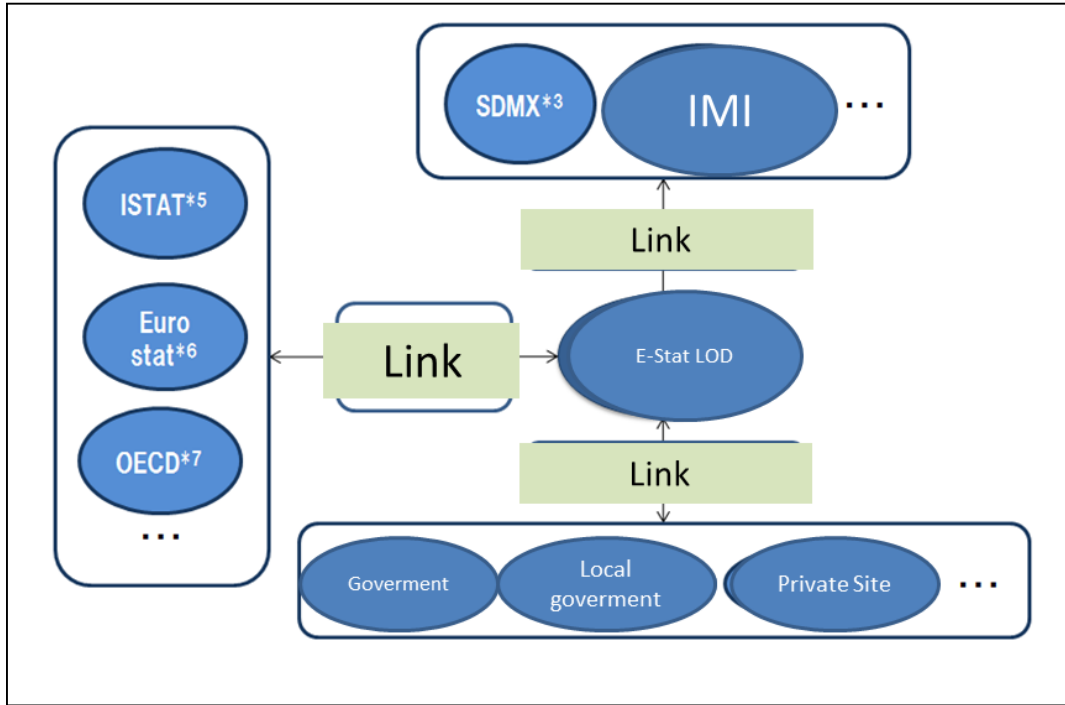 SDMX*3
IMI
...
Link
ISTAT*5
Euro
stat*6
OECD*7
...
Link
E-Stat LOD
Link
Goverment
Local
goverment
Private Site
...